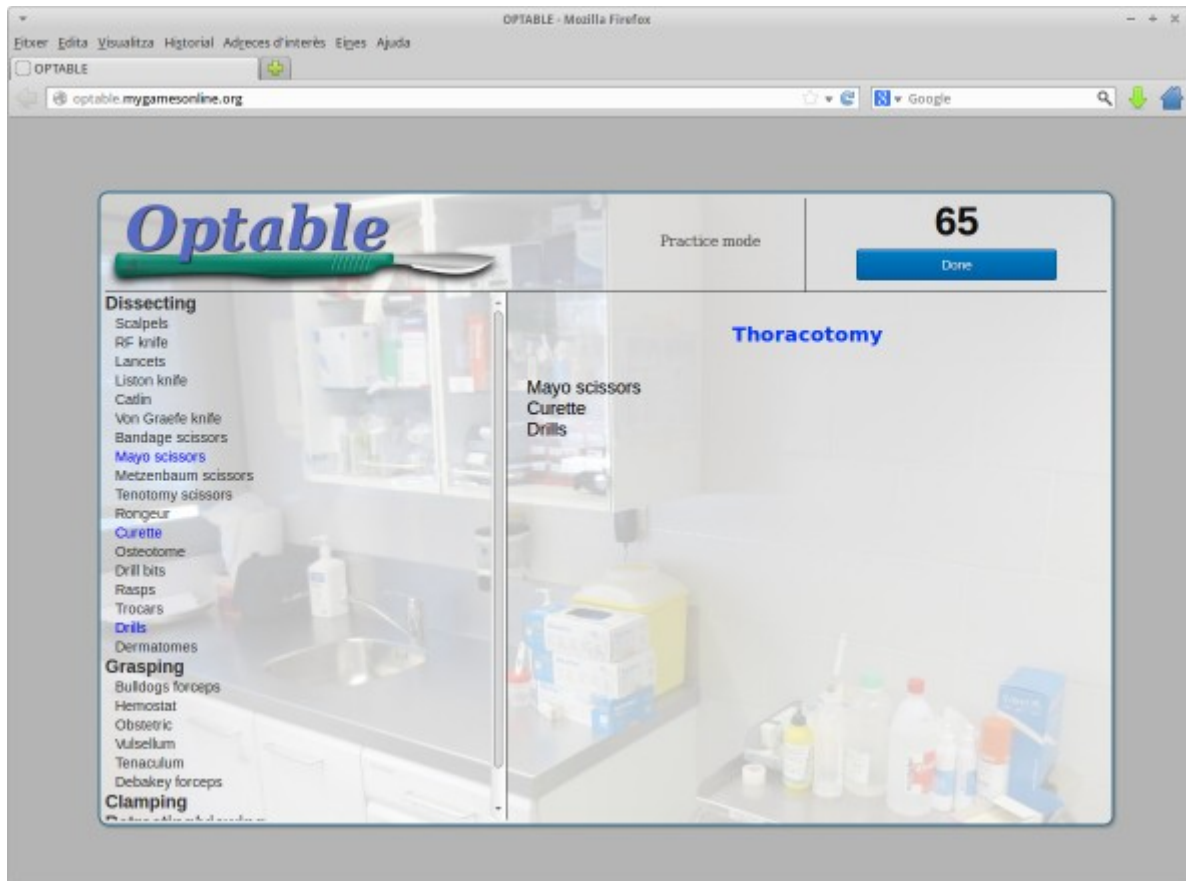 OPTABLE - Mozilla Firefox
Fitxer Edita Visualitza Historial Adreces d'interès Eines Ajuda
OPTABLE
optable.mygamesonline.org
Google
Optable
Practice mode
65
Done
Dissecting
Scalpels
RF knife
Lancets
Liston knife
Catlin
Von Graefe knife
Bandage scissors
Mayo scissors
Metzenbaum scissors
Tenotomy scissors
Rongeur
Curette
Osteotome
Drill bits
Rasps
Trocars
Drills
Dermatomes
Grasping
Bulldogs forceps
Hemostat
Obstetric
Vulsellum
Tenaculum
Debakey forceps
Clamping
Thoracotomy
Mayo scissors
Curette
Drills